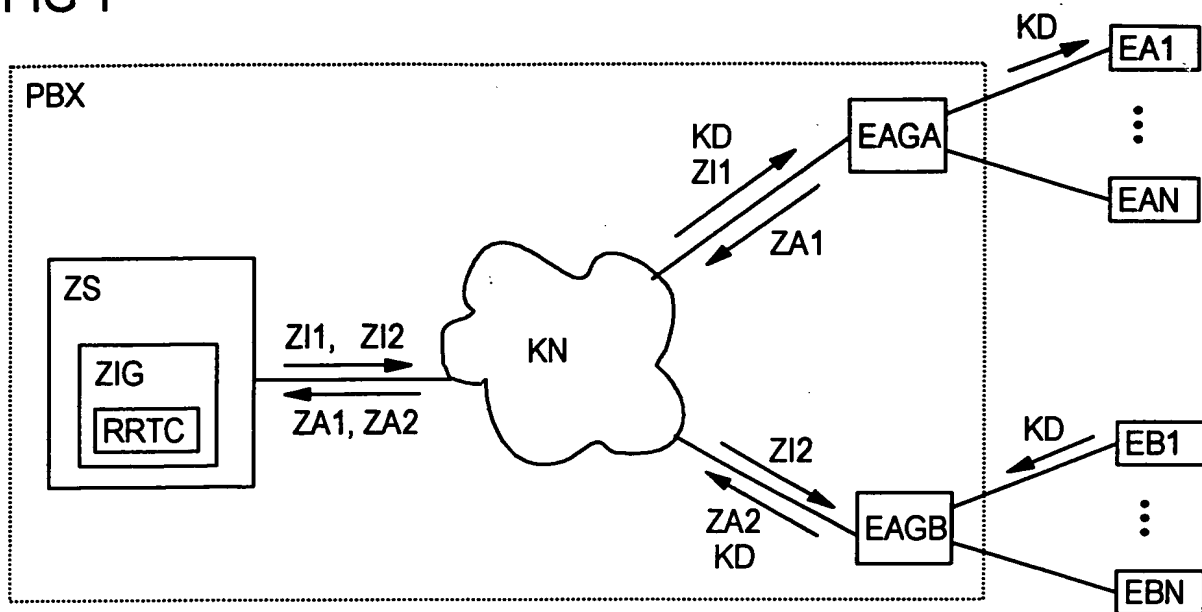 FIG 1
KD
EA1
PBX
EAGA
KD
ZI1
EAN
ZA1
ZS
ZI1, ZI2
KN
ZIG
RRTC
ZA1, ZA2
KD
EB1
ZI2
ZA2
EAGB
KD
EBN